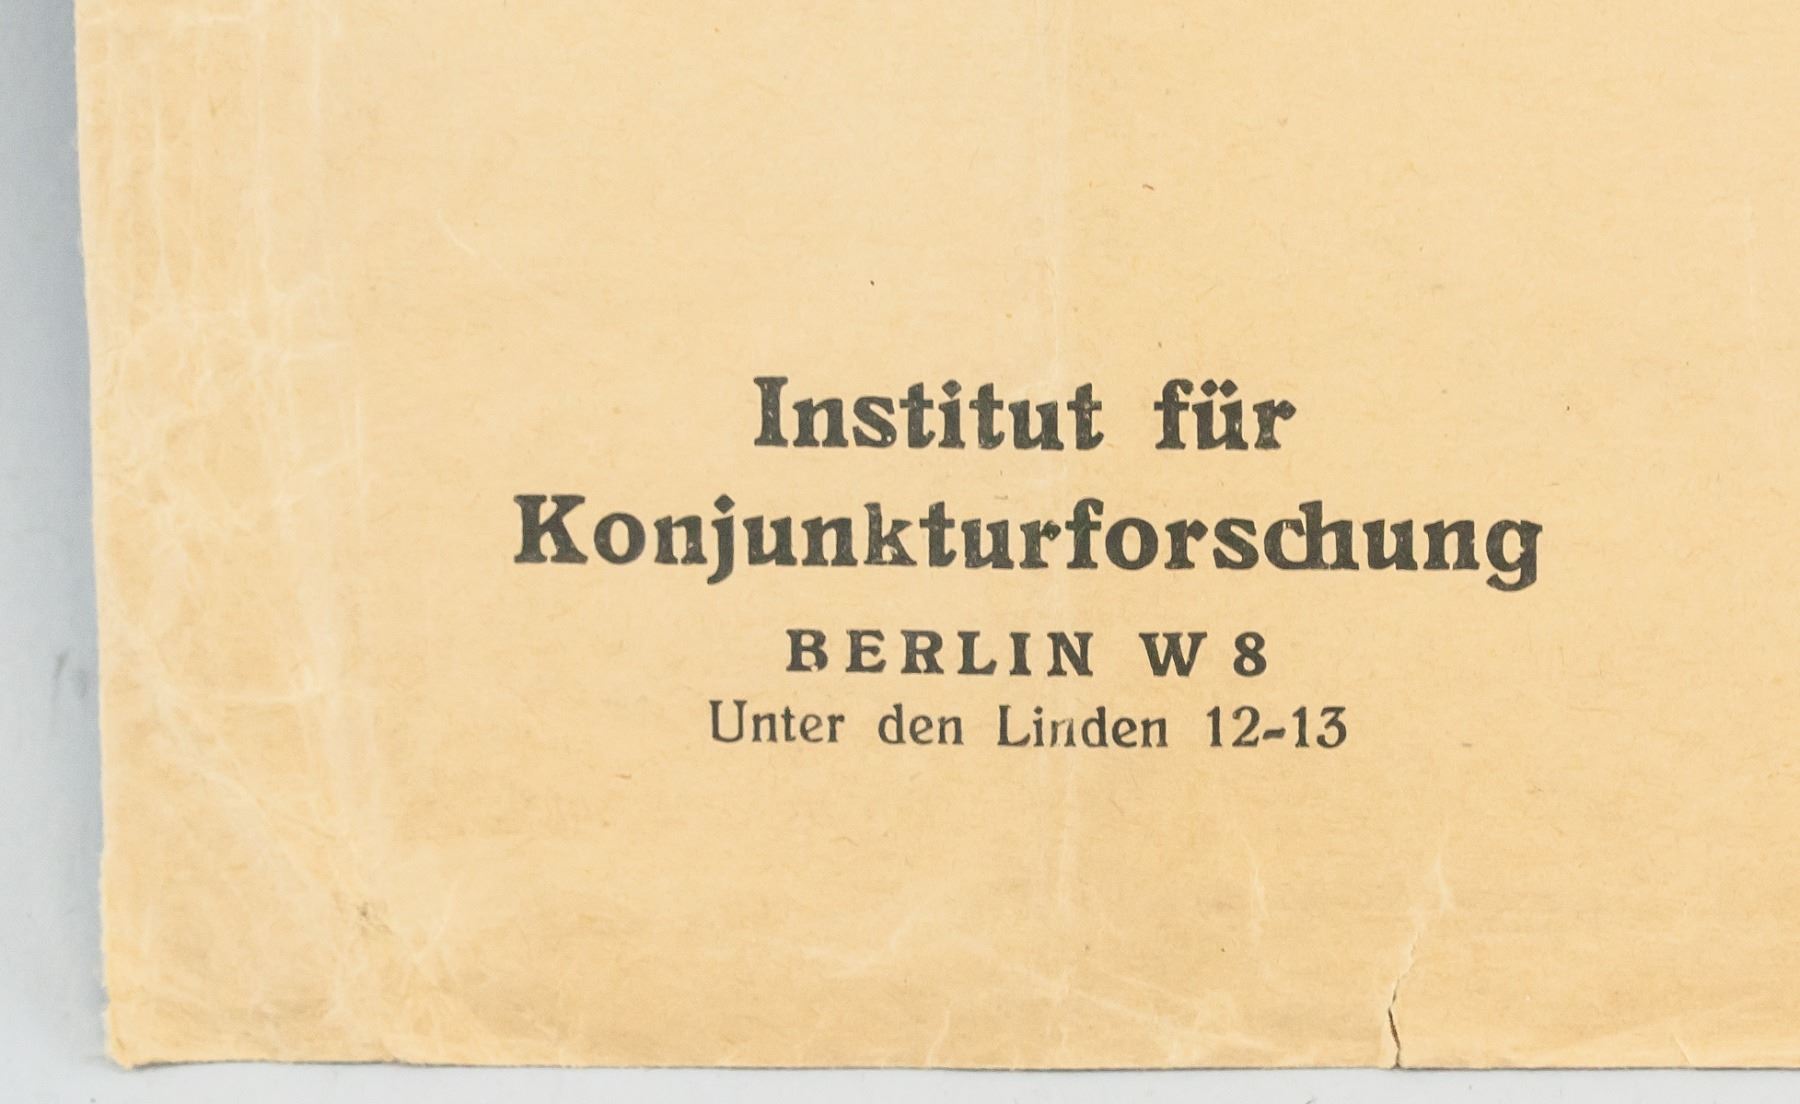 Institut für
Konjunkturforschung
BERLIN W 8
Unter den Linden 12-13